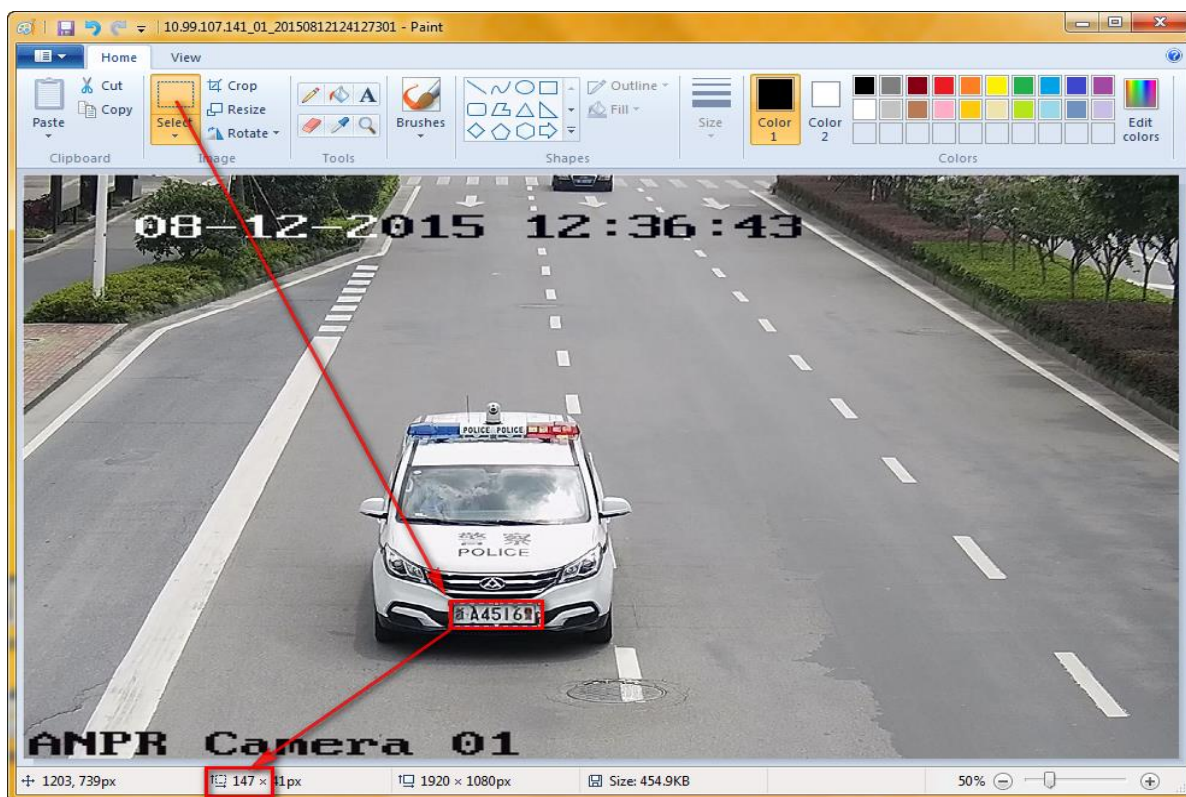 10.99.107.141_01_20150812124127301 - Paint
Home View
Paste
Cut
Copy
Clipboard
Select
Crop
Resize
Rotate
Image
A
Tools
Brushes
Outline
Fill
Shapes
Size
Color 1
Color 2
Edit colors
Colors
08-12-2015 12:36:43
POLICE POLICE
警 察
POLICE
A4516
ANPR Camera 01
1203, 739px
147 × 41px
1920 × 1080px
Size: 454.9KB
50%